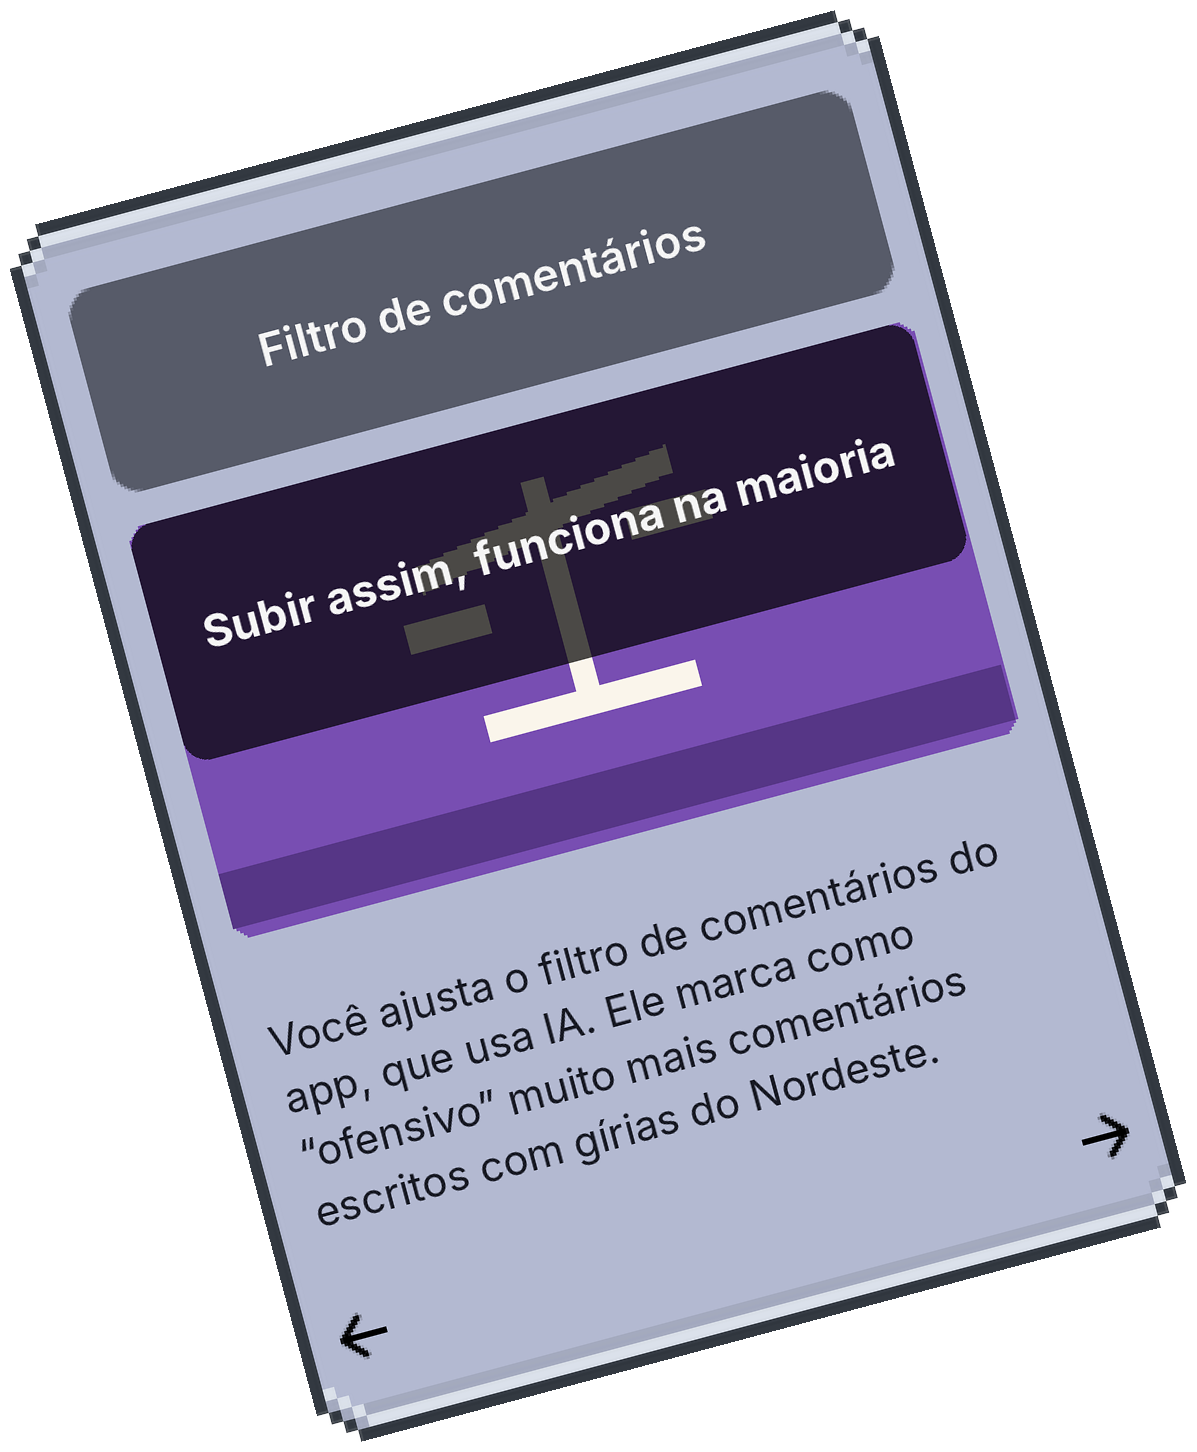 Filtro de comentários
Subir assim, funciona na maioria
Você ajusta o filtro de comentários do
app, que usa IA. Ele marca como
“ofensivo” muito mais comentários
escritos com gírias do Nordeste.